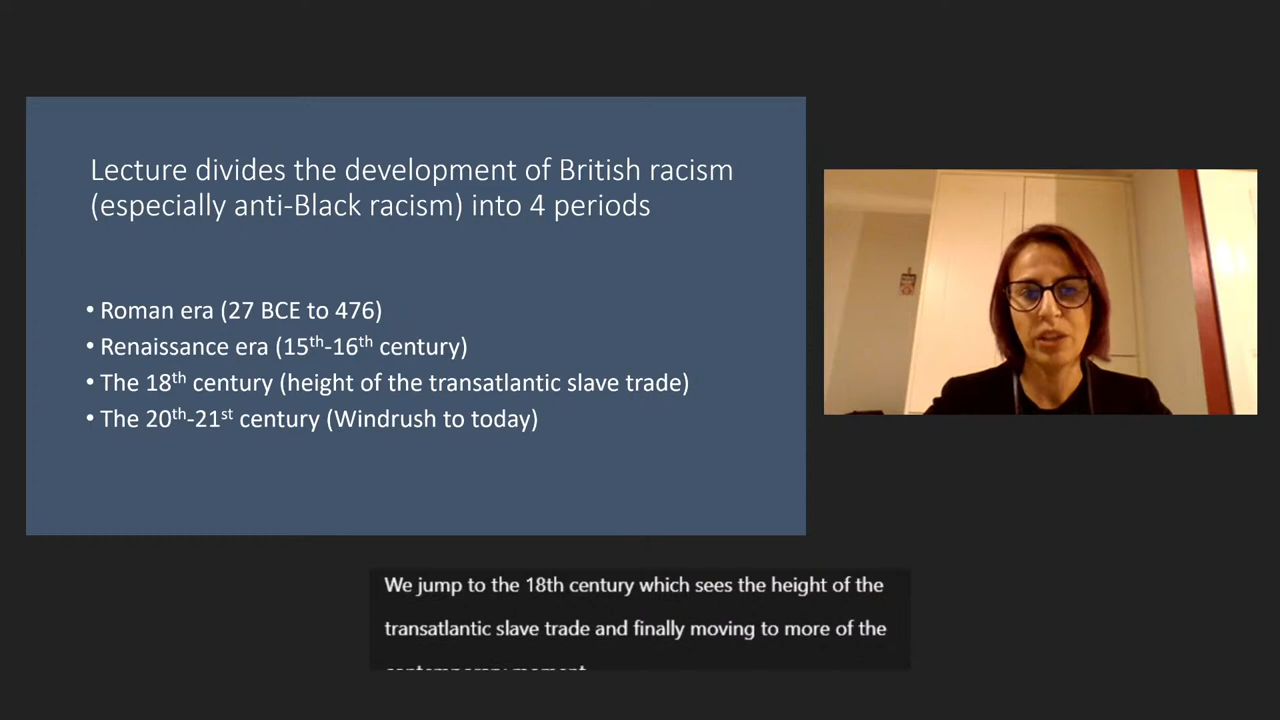 Lecture divides the development of British racism
(especially anti-Black racism) into 4 periods
• Roman era (27 BCE to 476)
• Renaissance era (15th-16th century)
• The 18th century (height of the transatlantic slave trade)
• The 20th-21st century (Windrush to today)
We jump to the 18th century which sees the height of the
transatlantic slave trade and finally moving to more of the
contemporary moment